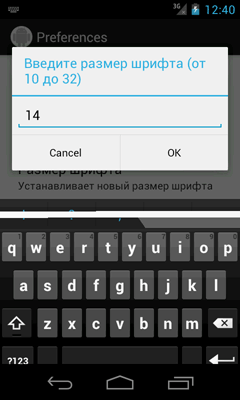 3G 12:40
Preferences
Введите размер шрифта (от
10 до 32)
14
Cancel OK
Размер шрифта
Устанавливает новый размер шрифта
q w e r t y u i o p
a s d f g h j k l
z x c v b n m
?123